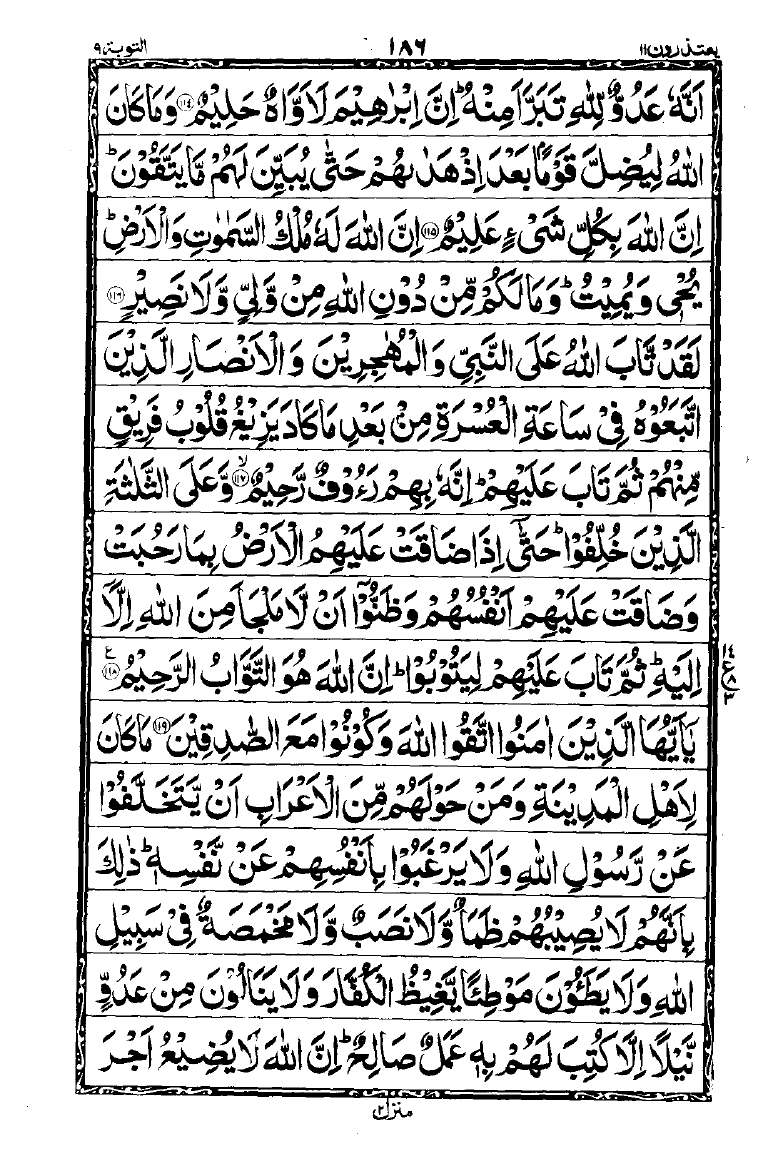 يعتذرون ١١ ١٨٦ التوبة ٩
اَنَّهٗ عَدُوٌّ لِّلّٰهِ تَبَرَّاَ مِنْهُ ؕ اِنَّ اِبْرٰهِيْمَ لَاَوَّاهٌ حَلِيْمٌ ﴿۱۱۴﴾ وَمَا كَانَ
اللّٰهُ لِيُضِلَّ قَوْمًۢا بَعْدَ اِذْ هَدٰىهُمْ حَتّٰى يُبَيِّنَ لَهُمْ مَّا يَتَّقُوْنَ ؕ
اِنَّ اللّٰهَ بِكُلِّ شَىْءٍ عَلِيْمٌ ﴿۱۱۵﴾ اِنَّ اللّٰهَ لَهٗ مُلْكُ السَّمٰوٰتِ وَالْاَرْضِ ؕ
يُحْىٖ وَيُمِيْتُ ؕ وَمَا لَكُمْ مِّنْ دُوْنِ اللّٰهِ مِنْ وَّلِيٍّ وَّلَا نَصِيْرٍ ﴿۱۱۶﴾
لَقَدْ تَّابَ اللّٰهُ عَلَى النَّبِيِّ وَالْمُهٰجِرِيْنَ وَالْاَنْصَارِ الَّذِيْنَ
اتَّبَعُوْهُ فِيْ سَاعَةِ الْعُسْرَةِ مِنْۢ بَعْدِ مَا كَادَ يَزِيْغُ قُلُوْبُ فَرِيْقٍ
مِّنْهُمْ ثُمَّ تَابَ عَلَيْهِمْ ؕ اِنَّهٗ بِهِمْ رَءُوْفٌ رَّحِيْمٌ ۙ﴿۱۱۷﴾ وَّعَلَى الثَّلٰثَةِ
الَّذِيْنَ خُلِّفُوْا ؕ حَتّٰٓى اِذَا ضَاقَتْ عَلَيْهِمُ الْاَرْضُ بِمَا رَحُبَتْ
وَضَاقَتْ عَلَيْهِمْ اَنْفُسُهُمْ وَظَنُّوْٓا اَنْ لَّا مَلْجَاَ مِنَ اللّٰهِ اِلَّاۤ
اِلَيْهِ ؕ ثُمَّ تَابَ عَلَيْهِمْ لِيَتُوْبُوْا ؕ اِنَّ اللّٰهَ هُوَ التَّوَّابُ الرَّحِيْمُ ﴿۱۱۸﴾ ع
يٰۤاَيُّهَا الَّذِيْنَ اٰمَنُوا اتَّقُوا اللّٰهَ وَكُوْنُوْا مَعَ الصّٰدِقِيْنَ ﴿۱۱۹﴾ مَا كَانَ
لِاَهْلِ الْمَدِيْنَةِ وَمَنْ حَوْلَهُمْ مِّنَ الْاَعْرَابِ اَنْ يَّتَخَلَّفُوْا
عَنْ رَّسُوْلِ اللّٰهِ وَلَا يَرْغَبُوْا بِاَنْفُسِهِمْ عَنْ نَّفْسِهٖ ؕ ذٰلِكَ
بِاَنَّهُمْ لَا يُصِيْبُهُمْ ظَمَاٌ وَّلَا نَصَبٌ وَّلَا مَخْمَصَةٌ فِيْ سَبِيْلِ
اللّٰهِ وَلَا يَطَئُوْنَ مَوْطِئًا يَّغِيْظُ الْكُفَّارَ وَلَا يَنَالُوْنَ مِنْ عَدُوٍّ
نَّيْلًا اِلَّا كُتِبَ لَهُمْ بِهٖ عَمَلٌ صَالِحٌ ؕ اِنَّ اللّٰهَ لَا يُضِيْعُ اَجْرَ
منزل ٢